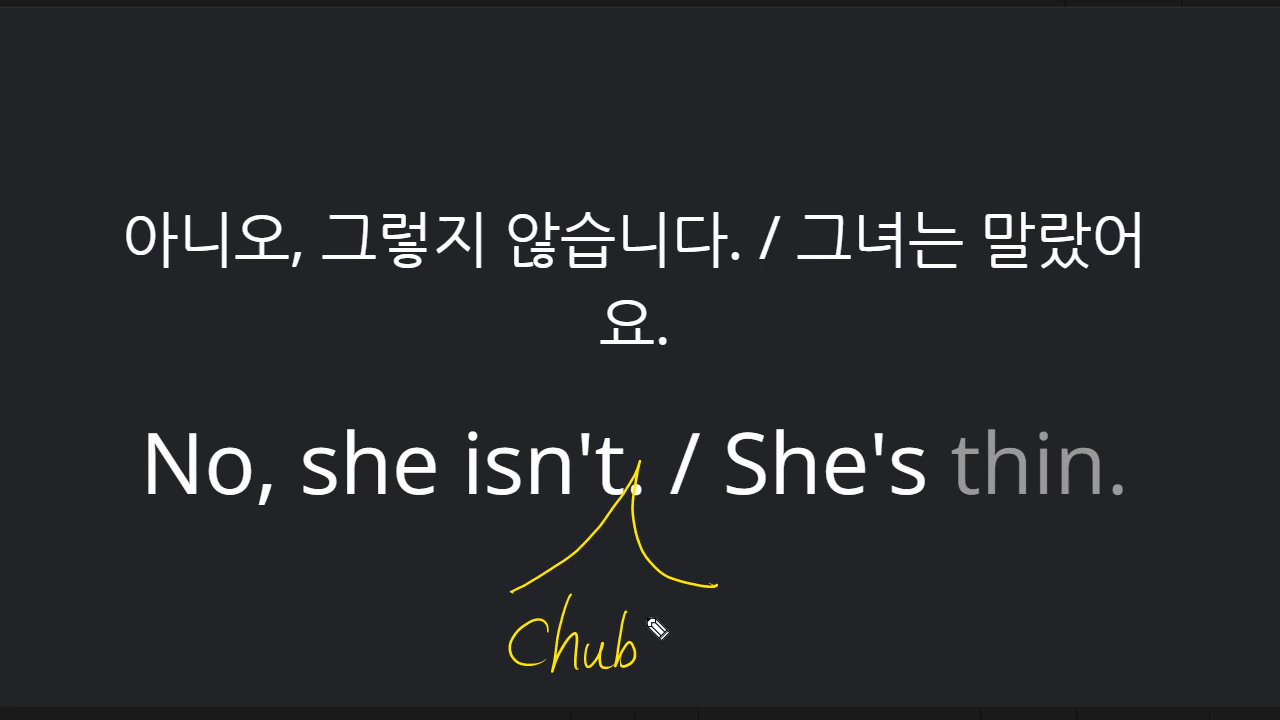 아니오, 그렇지 않습니다. / 그녀는 말랐어
요.
No, she isn't. / She's thin.
Chub